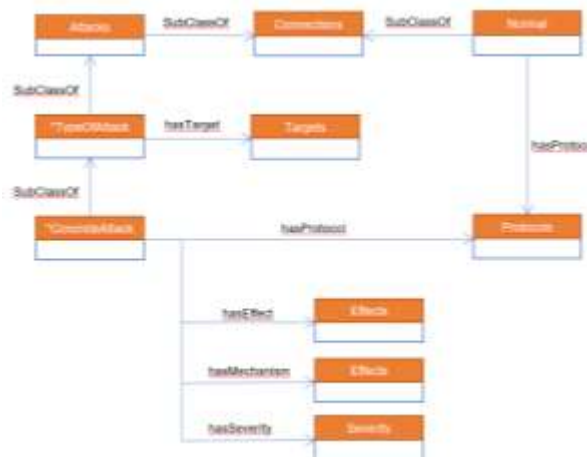 Attacks
SubClassOf
Connections
SubClassOf
Normal
SubClassOf
*TypeOfAttack
hasTarget
Targets
hasProtoco
SubClassOf
*ConcreteAttack
hasProtocol
Protocols
hasEffect
Effects
hasMechanism
Effects
hasSeverity
Severity